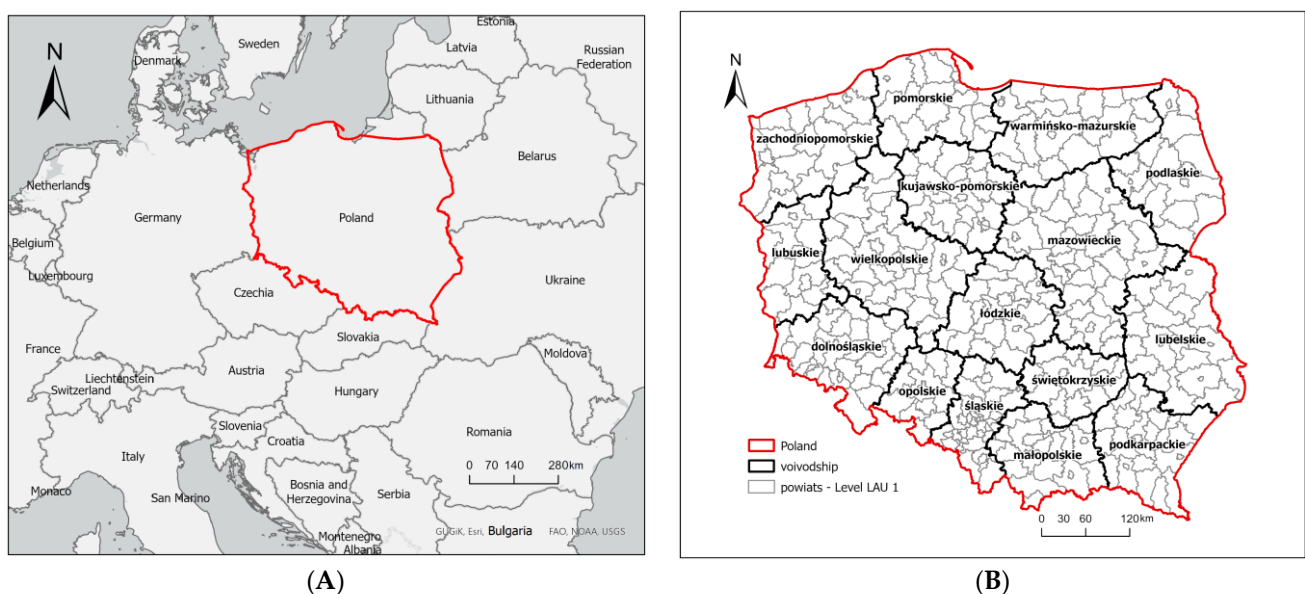 N
Sweden
Estonia
Latvia
Russian
Federation
Denmark
Lithuania
Belarus
Netherlands
Germany
Poland
Belgium
Luxembourg
Czechia
Ukraine
Slovakia
France
Liechtenstein
Switzerland
Austria
Moldova
Hungary
Slovenia
Croatia
Romania
Italy
0 70 140 280km
Bosnia and
Herzegovina
Serbia
Monaco
San Marino
Montenegro
Albania
GUGiK, Esri, Bulgaria FAO, NOAA, USGS
(A)
N
pomorskie
zachodniopomorskie
warmińsko-mazurskie
podlaskie
kujawsko-pomorskie
mazowieckie
lubuskie
wielkopolskie
łódzkie
dolnośląskie
lubelskie
opolskie
świętokrzyskie
śląskie
podkarpackie
małopolskie
Poland
voivodship
powiats - Level LAU 1
0 30 60 120km
(B)